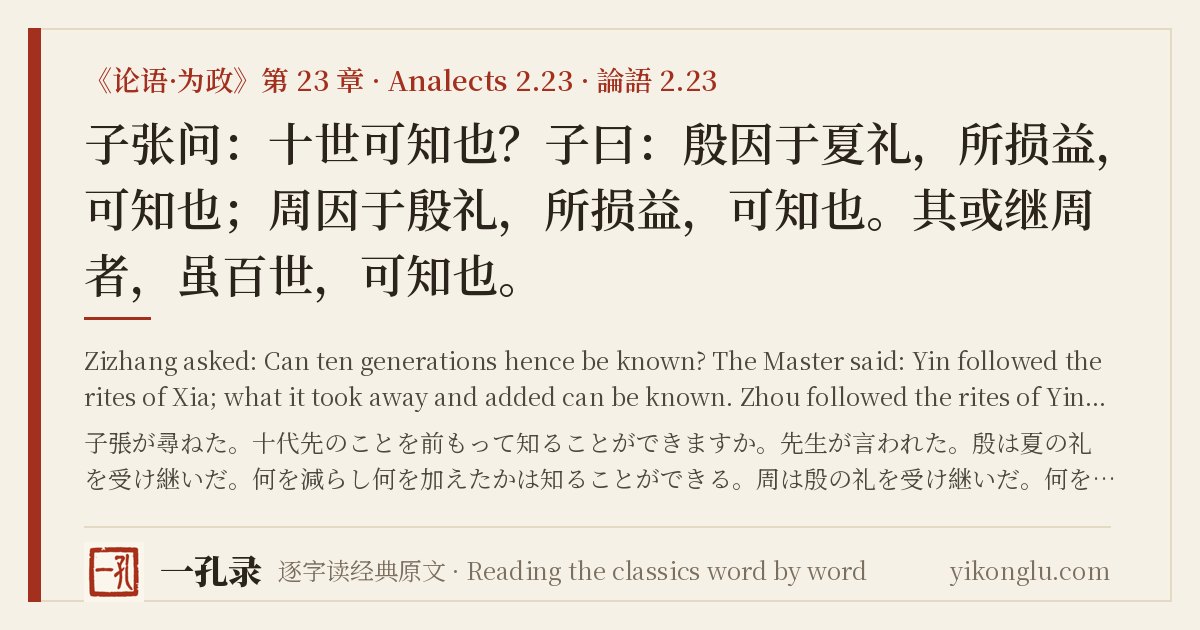 《论语·为政》第 23 章 · Analects 2.23 · 論語 2.23
子张问：十世可知也？子曰：殷因于夏礼，所损益，
可知也；周因于殷礼，所损益，可知也。其或继周
者，虽百世，可知也。
Zizhang asked: Can ten generations hence be known? The Master said: Yin followed the
rites of Xia; what it took away and added can be known. Zhou followed the rites of Yin…
子張が尋ねた。十代先のことを前もって知ることができますか。先生が言われた。殷は夏の礼
を受け継いだ。何を減らし何を加えたかは知ることができる。周は殷の礼を受け継いだ。何を…
一孔
一孔录 逐字读经典原文 · Reading the classics word by word yikonglu.com